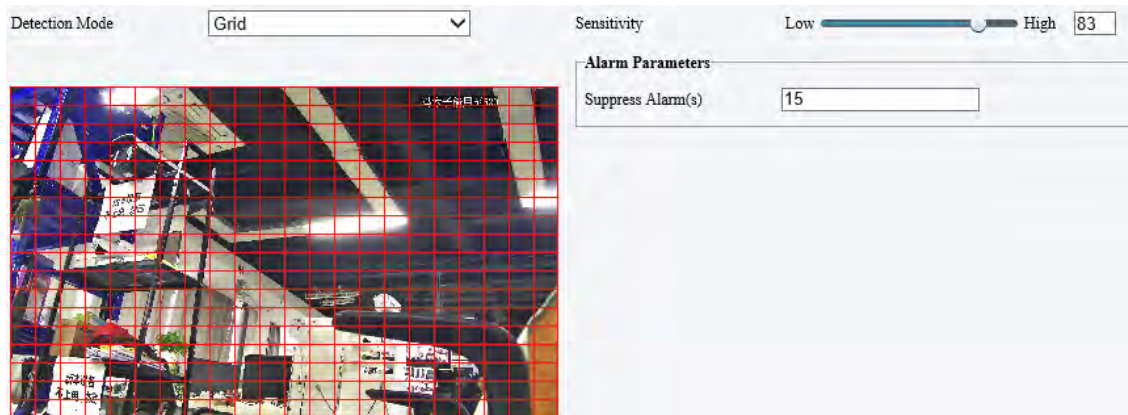 Detection Mode
Grid
Sensitivity
Low
High
83
Alarm Parameters
Suppress Alarm(s)
15